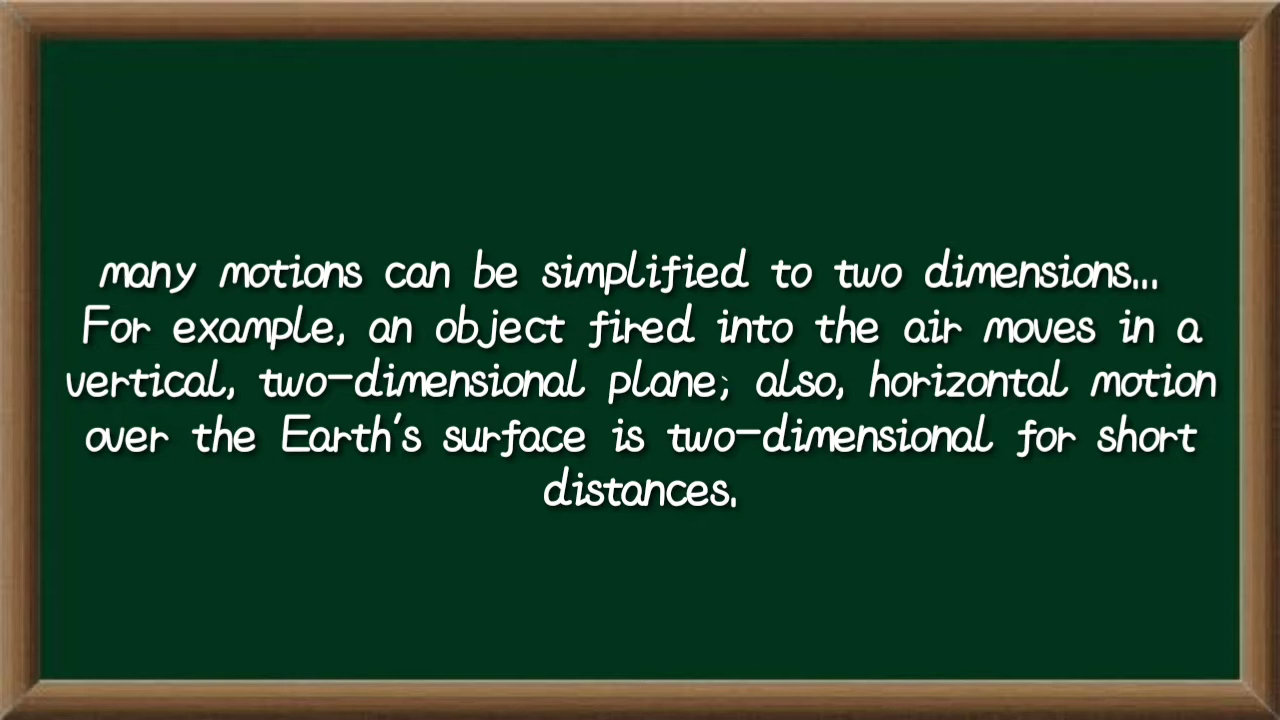 many motions can be simplified to two dimensions...
For example, an object fired into the air moves in a
vertical, two-dimensional plane; also, horizontal motion
over the Earth's surface is two-dimensional for short
distances.